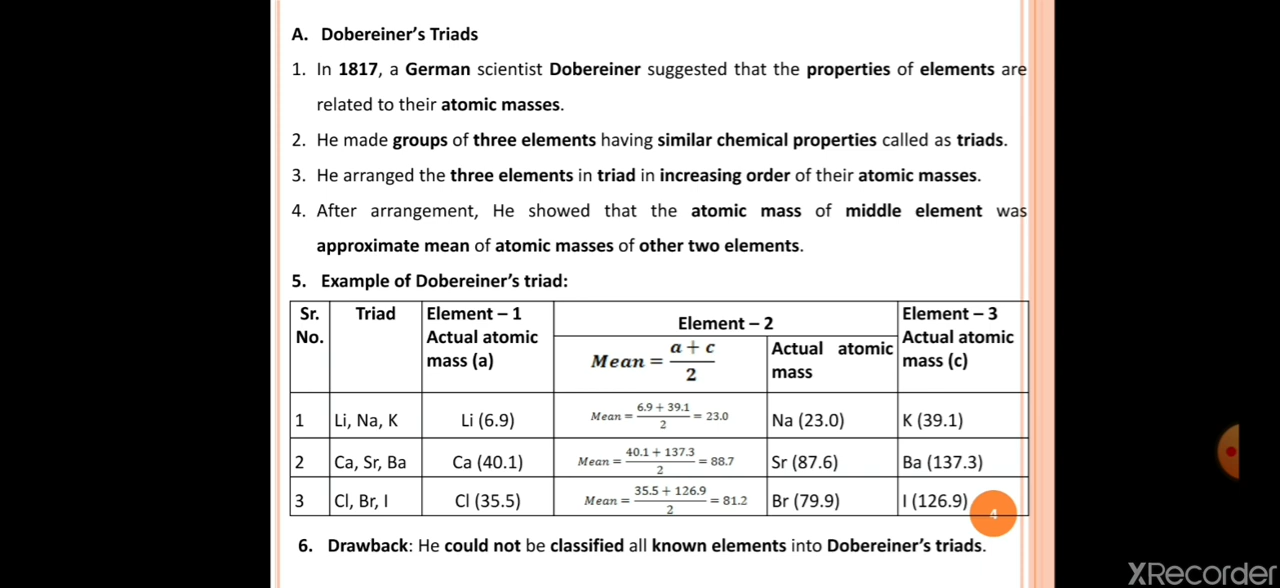 A. Dobereiner's Triads
1. In 1817, a German scientist Dobereiner suggested that the properties of elements are
related to their atomic masses.
2. He made groups of three elements having similar chemical properties called as triads.
3. He arranged the three elements in triad in increasing order of their atomic masses.
4. After arrangement, He showed that the atomic mass of middle element was
approximate mean of atomic masses of other two elements.
5. Example of Dobereiner's triad:
Sr. No. Triad Element – 1 Actual atomic mass (a) Element – 2 Element – 3 Actual atomic mass (c)
Mean = (a + c)/2 Actual atomic mass
1 Li, Na, K Li (6.9) Mean = (6.9 + 39.1)/2 = 23.0 Na (23.0) K (39.1)
2 Ca, Sr, Ba Ca (40.1) Mean = (40.1 + 137.3)/2 = 88.7 Sr (87.6) Ba (137.3)
3 Cl, Br, I Cl (35.5) Mean = (35.5 + 126.9)/2 = 81.2 Br (79.9) I (126.9)
4
6. Drawback: He could not be classified all known elements into Dobereiner's triads.
XRecorder